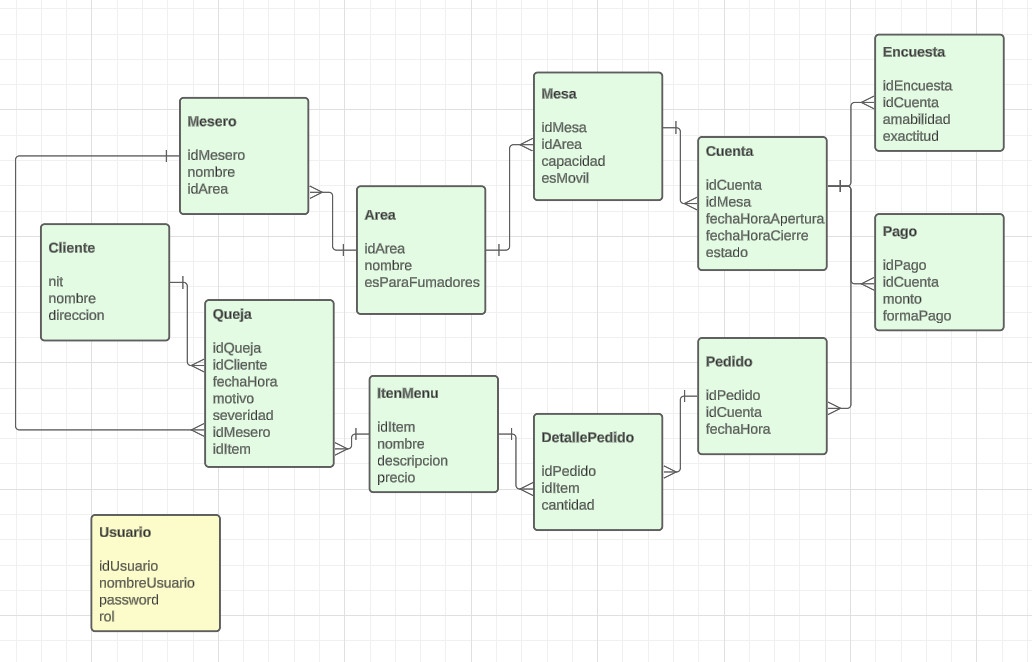 Encuesta
idEncuesta
idCuenta
amabilidad
exactitud
Mesa
idMesa
idArea
capacidad
esMovil
Mesero
idMesero
nombre
idArea
Cuenta
idCuenta
idMesa
fechaHoraApertura
fechaHoraCierre
estado
Area
idArea
nombre
esParaFumadores
Pago
idPago
idCuenta
monto
formaPago
Cliente
nit
nombre
direccion
Queja
idQueja
idCliente
fechaHora
motivo
severidad
idMesero
idItem
Pedido
idPedido
idCuenta
fechaHora
ItenMenu
idItem
nombre
descripcion
precio
DetallePedido
idPedido
idItem
cantidad
Usuario
idUsuario
nombreUsuario
password
rol